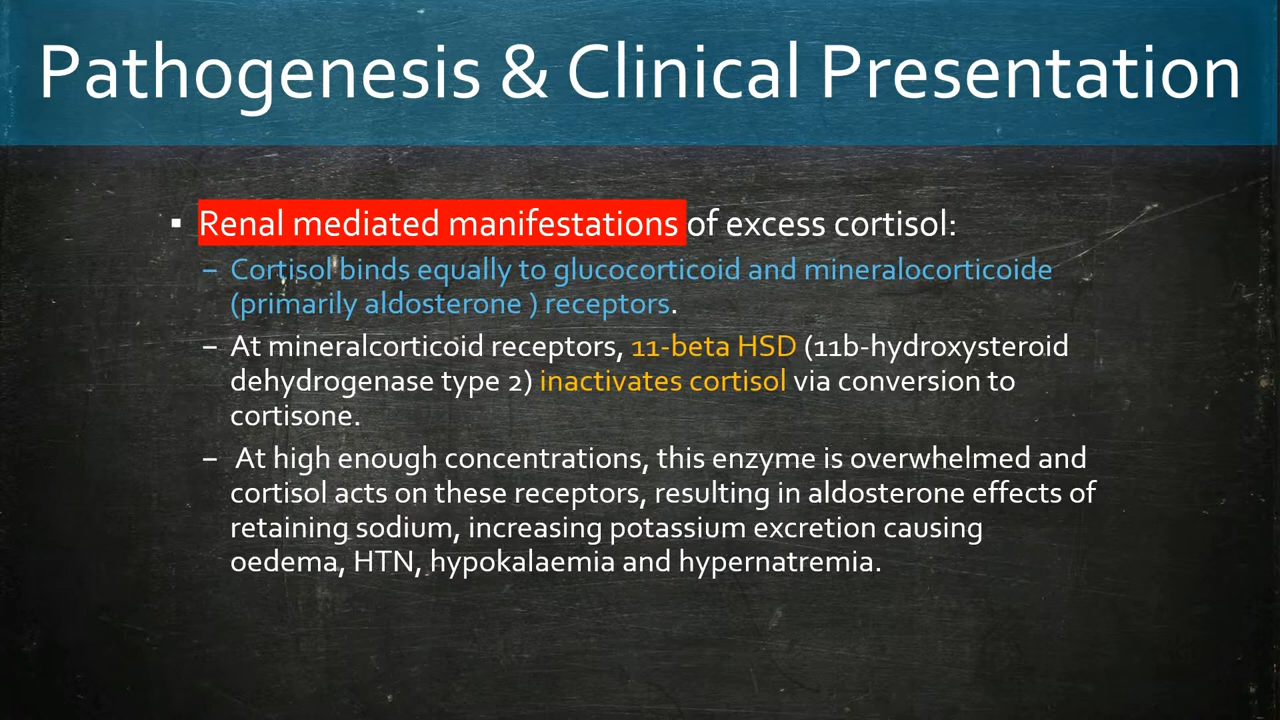 Pathogenesis & Clinical Presentation
▪ Renal mediated manifestations of excess cortisol:
– Cortisol binds equally to glucocorticoid and mineralocorticoide
(primarily aldosterone ) receptors.
– At mineralcorticoid receptors, 11-beta HSD (11b-hydroxysteroid
dehydrogenase type 2) inactivates cortisol via conversion to
cortisone.
– At high enough concentrations, this enzyme is overwhelmed and
cortisol acts on these receptors, resulting in aldosterone effects of
retaining sodium, increasing potassium excretion causing
oedema, HTN, hypokalaemia and hypernatremia.